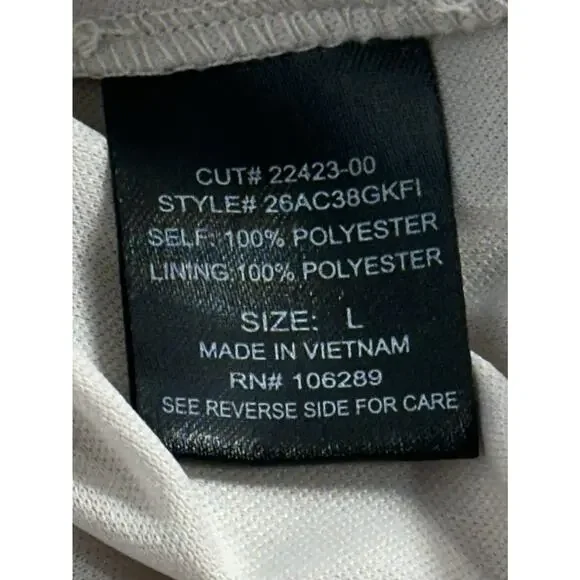 CUT# 22423-00
STYLE# 26AC38GKFI
SELF: 100% POLYESTER
LINING:100% POLYESTER
SIZE: L
MADE IN VIETNAM
RN# 106289
SEE REVERSE SIDE FOR CARE